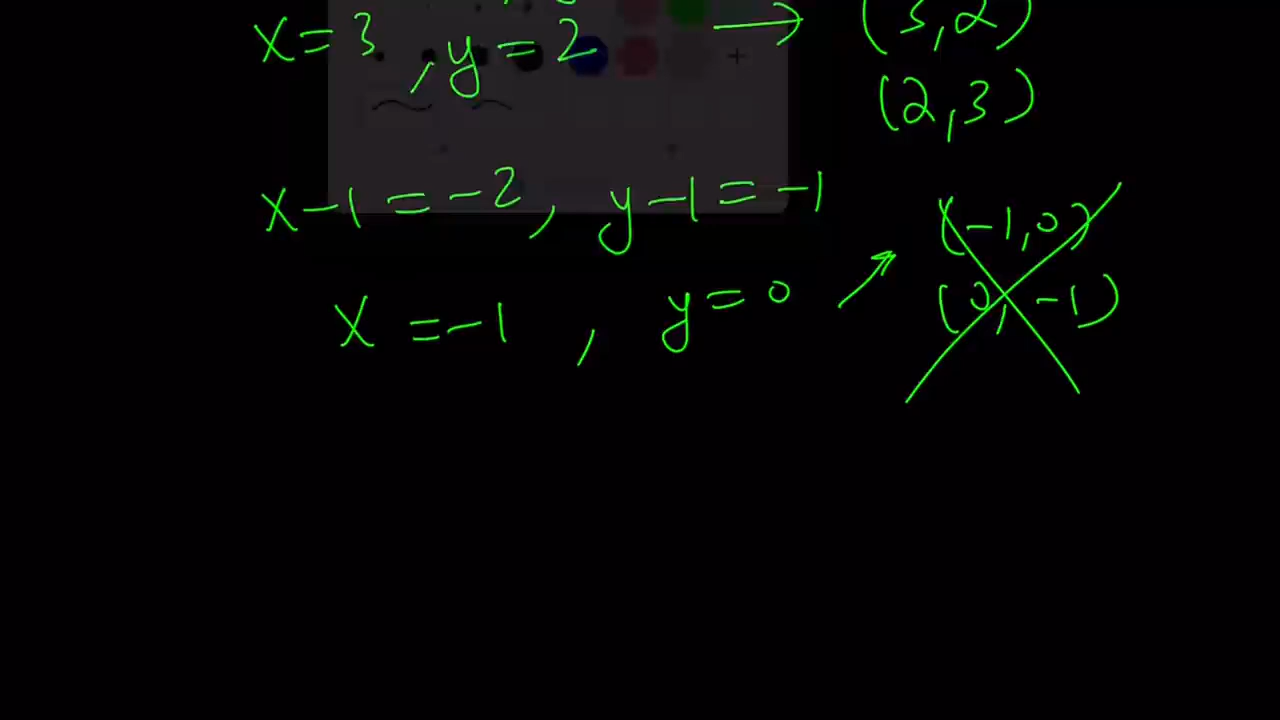 x=3, y=2 → (3,2)
(2,3)
x-1=-2, y-1=-1
(-1,0)
x=-1, y=0 ↗ (0,-1)